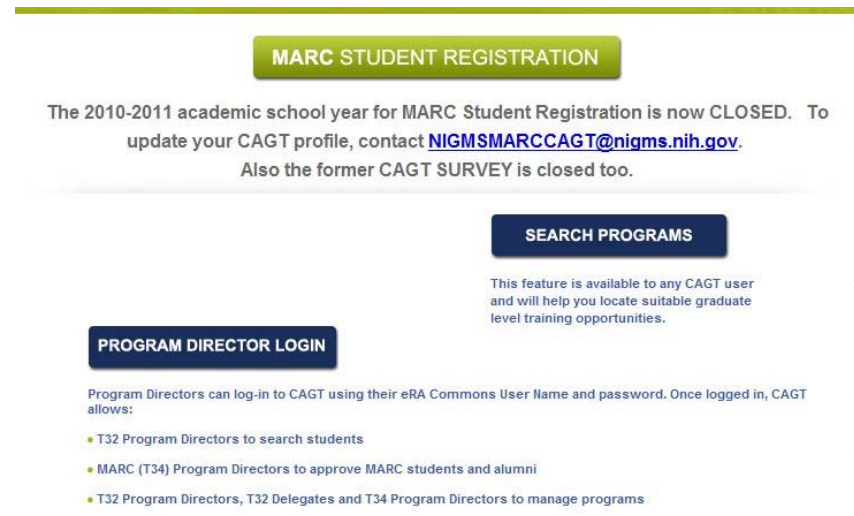 MARC STUDENT REGISTRATION
The 2010-2011 academic school year for MARC Student Registration is now CLOSED. To
update your CAGT profile, contact NIGMSMARCCAGT@nigms.nih.gov.
Also the former CAGT SURVEY is closed too.
SEARCH PROGRAMS
This feature is available to any CAGT user
and will help you locate suitable graduate
level training opportunities.
PROGRAM DIRECTOR LOGIN
Program Directors can log-in to CAGT using their eRA Commons User Name and password. Once logged in, CAGT
allows:
• T32 Program Directors to search students
• MARC (T34) Program Directors to approve MARC students and alumni
• T32 Program Directors, T32 Delegates and T34 Program Directors to manage programs